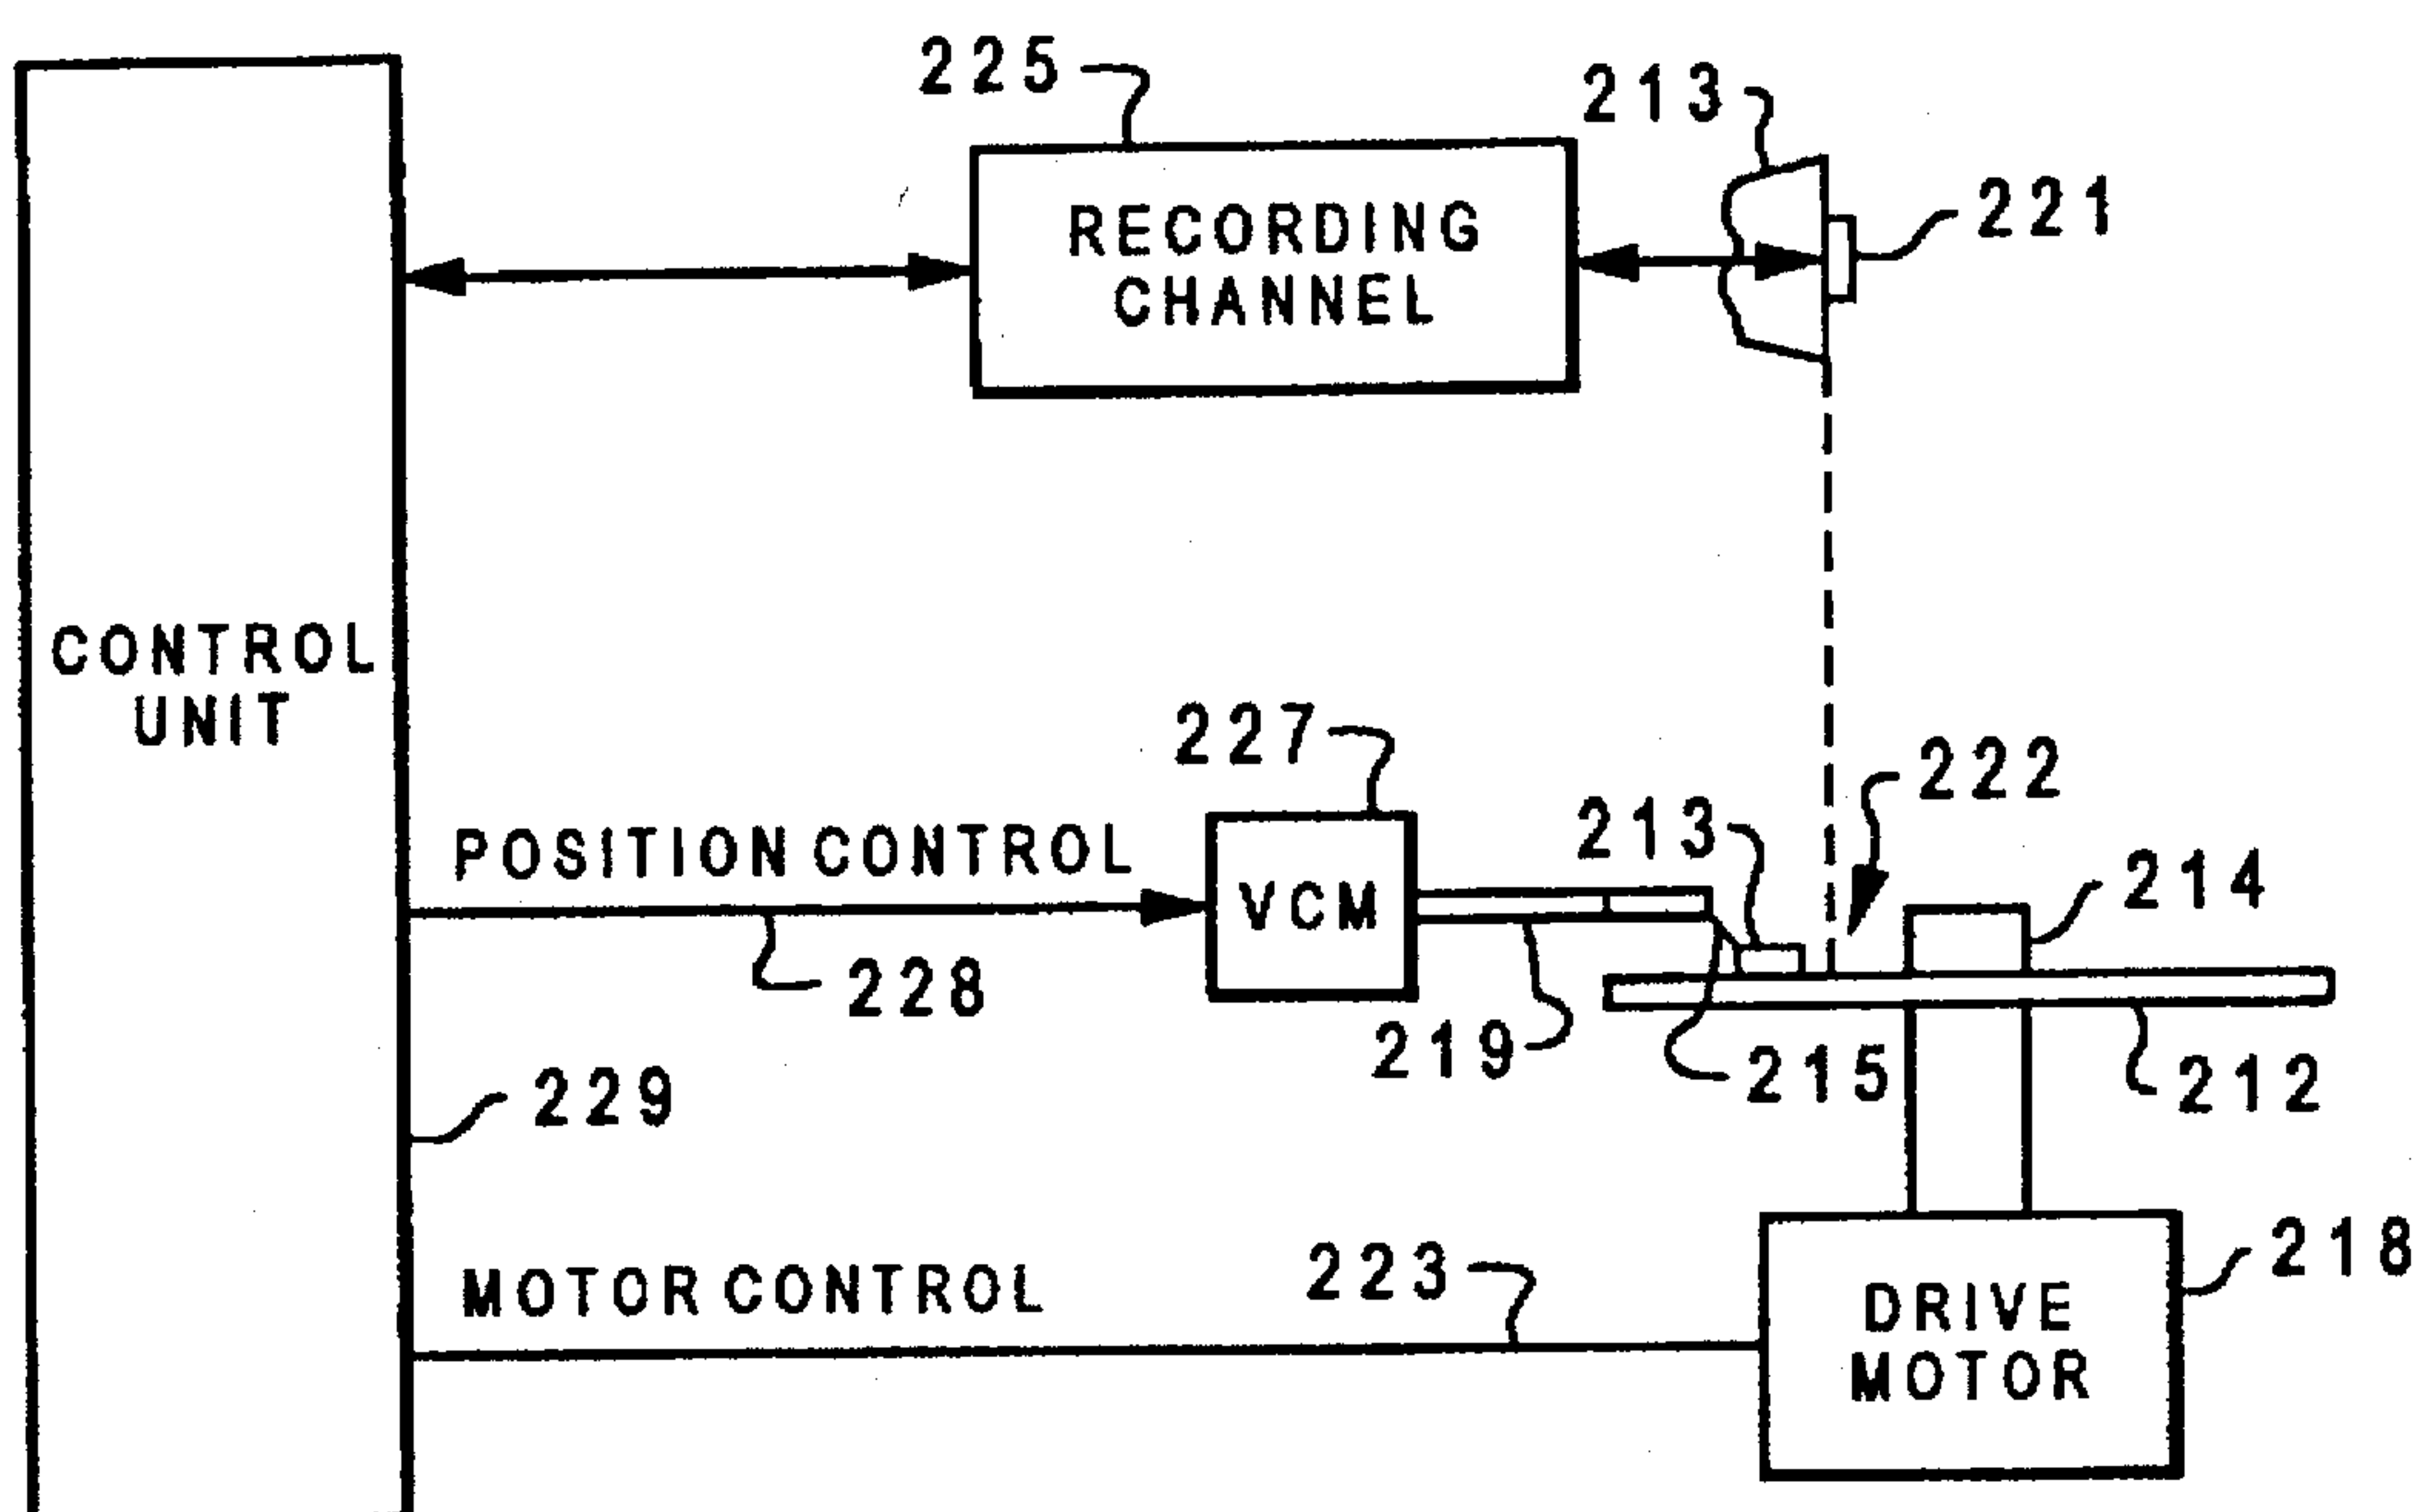 225
213
221
RECORDING
CHANNEL
CONTROL
UNIT
227
222
213
214
POSITION CONTROL
VCM
228
219
215
212
229
223
218
MOTOR CONTROL
DRIVE
MOTOR